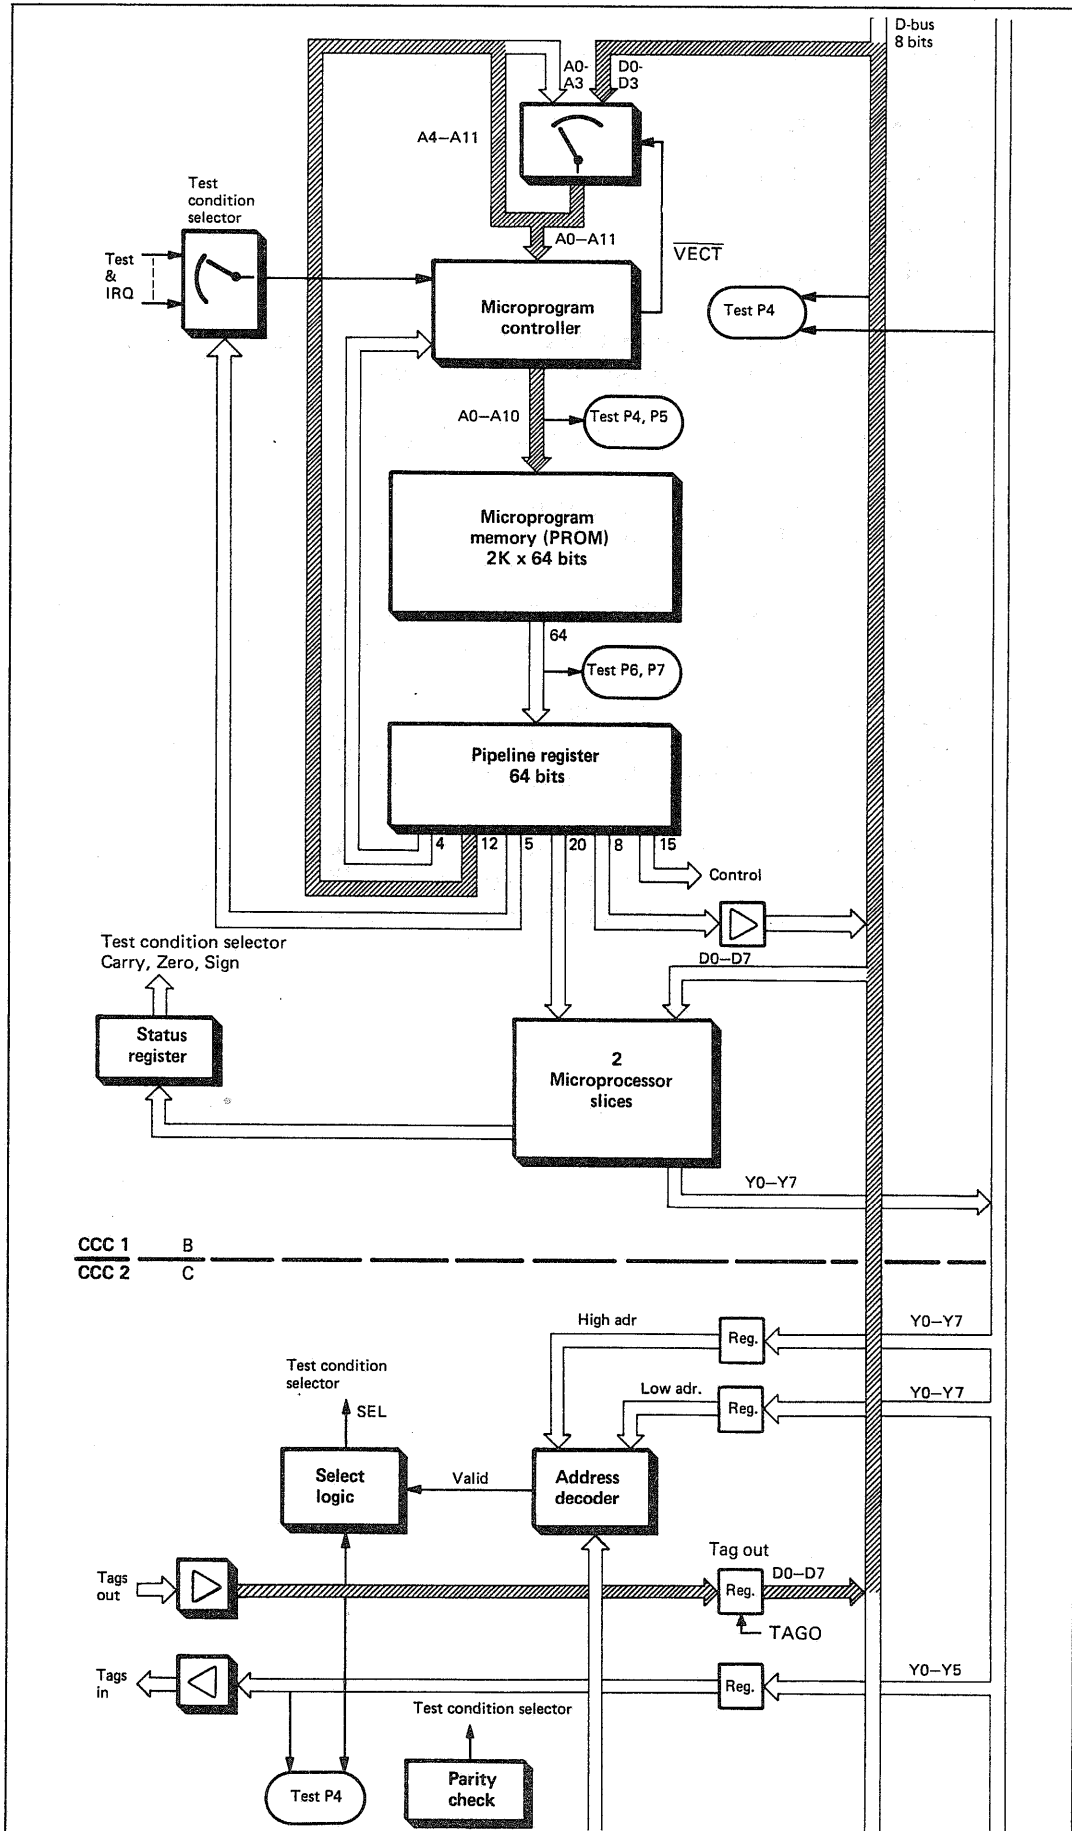 D-bus
8 bits
A0-
A3
D0-
D3
A4–A11
Test
condition
selector
A0–A11
VECT
Test
&
IRQ
Microprogram
controller
Test P4
A0–A10
Test P4, P5
Microprogram
memory (PROM)
2K x 64 bits
64
Test P6, P7
Pipeline register
64 bits
4
12
5
20
8
15
Control
Test condition selector
Carry, Zero, Sign
D0–D7
Status
register
2
Microprocessor
slices
Y0–Y7
CCC 1 B
CCC 2 C
High adr
Reg.
Y0–Y7
Test condition
selector
Low adr.
Reg.
Y0–Y7
SEL
Select
logic
Valid
Address
decoder
Tag out
Tags
out
Reg.
D0–D7
TAGO
Tags
in
Reg.
Y0–Y5
Test condition selector
Test P4
Parity
check